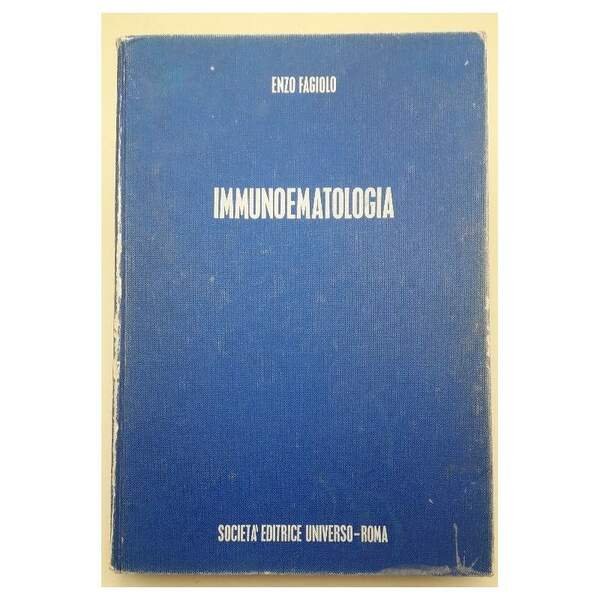 ENZO FAGIOLO
IMMUNOEMATOLOGIA
SOCIETA' EDITRICE UNIVERSO-ROMA